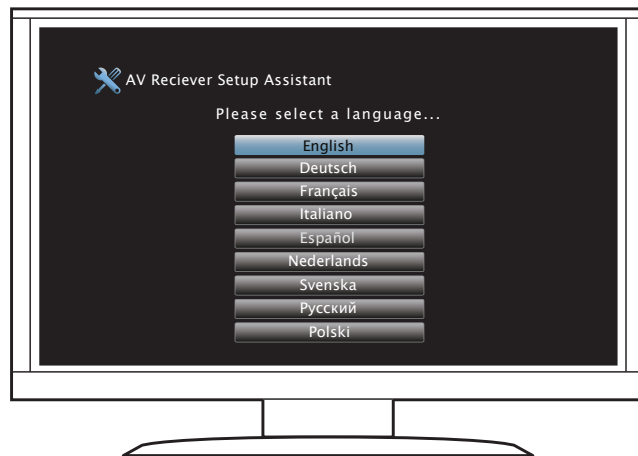 AV Reciever Setup Assistant
Please select a language...
English
Deutsch
Français
Italiano
Español
Nederlands
Svenska
Русский
Polski